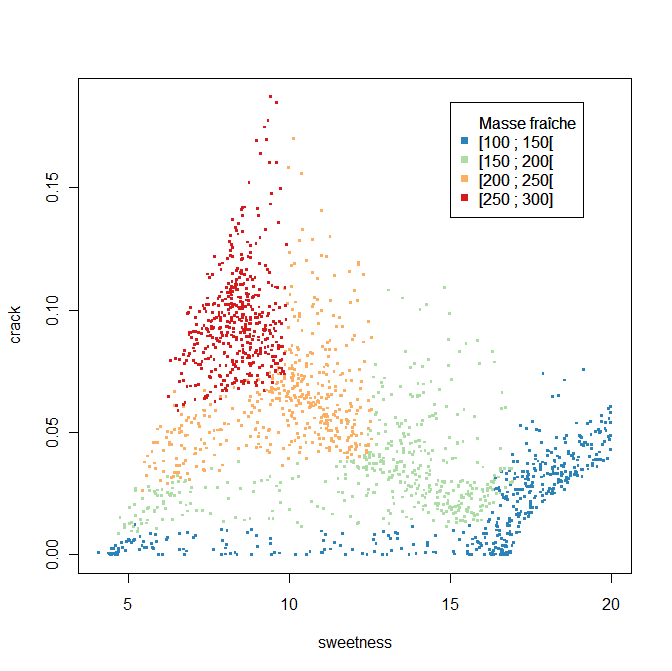 Masse fraîche
[100 ; 150[
[150 ; 200[
[200 ; 250[
[250 ; 300]
crack
0.15
0.10
0.05
0.00
5 10 15 20
sweetness